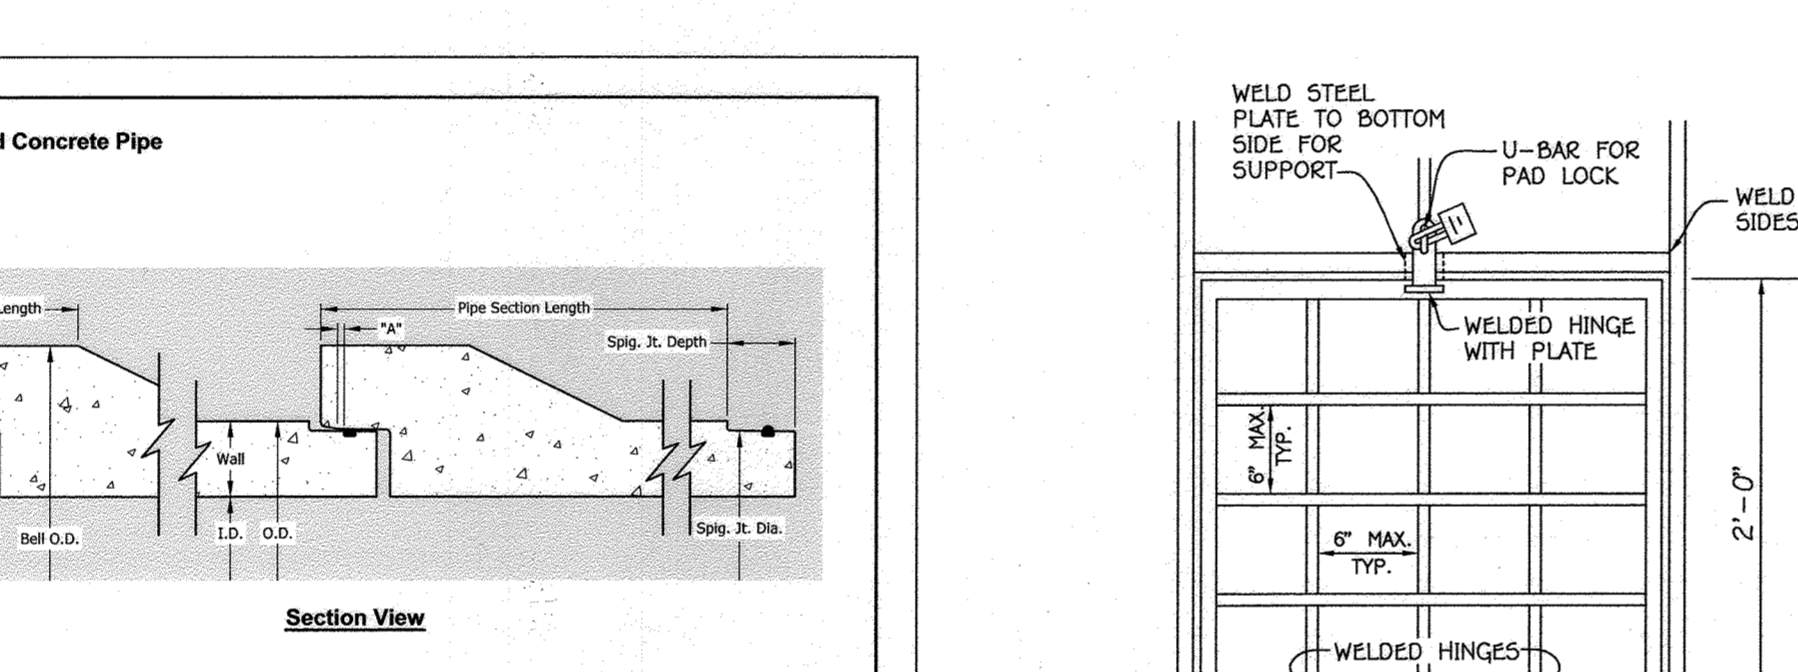 Concrete Pipe
Length
Pipe Section Length
"A"
Spig. Jt. Depth
Wall
Bell O.D.
I.D.
O.D.
Spig. Jt. Dia.
Section View
WELD STEEL
PLATE TO BOTTOM
SIDE FOR
SUPPORT
U-BAR FOR
PAD LOCK
WELD
SIDES
WELDED HINGE
WITH PLATE
6" MAX.
TYP.
6" MAX.
TYP.
2'-0"
WELDED HINGES